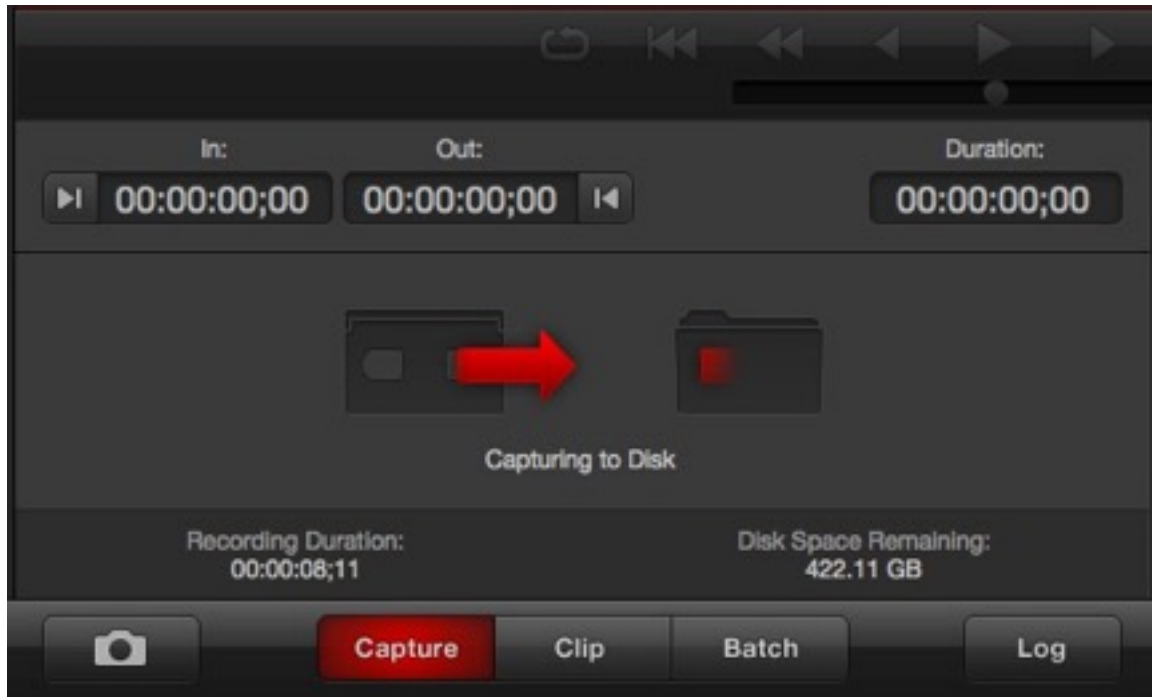 In: Out: Duration:
00:00:00;00 00:00:00;00 00:00:00;00
Capturing to Disk
Recording Duration: Disk Space Remaining:
00:00:08;11 422.11 GB
Capture Clip Batch Log